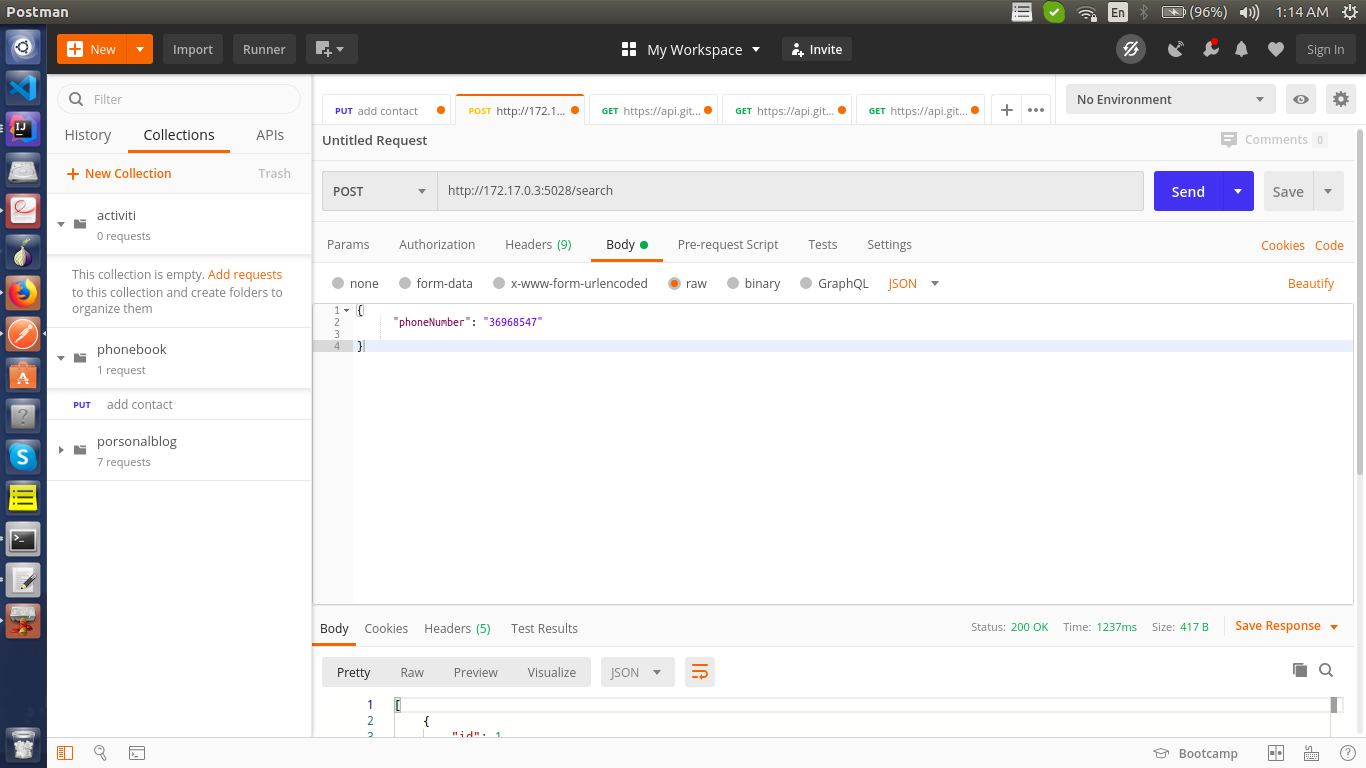 Postman
En
(96%)
1:14 AM
New
Import
Runner
My Workspace
Invite
Sign In
Filter
History
Collections
APIs
New Collection
Trash
activiti
0 requests
This collection is empty. Add requests
to this collection and create folders to
organize them
phonebook
1 request
PUT add contact
porsonalblog
7 requests
PUT add contact
POST http://172.1...
GET https://api.git...
GET https://api.git...
GET https://api.git...
No Environment
Untitled Request
Comments 0
POST
http://172.17.0.3:5028/search
Send
Save
Params
Authorization
Headers (9)
Body
Pre-request Script
Tests
Settings
Cookies
Code
none
form-data
x-www-form-urlencoded
raw
binary
GraphQL
JSON
Beautify
1 {
2 "phoneNumber": "36968547"
3
4 }
Body
Cookies
Headers (5)
Test Results
Status: 200 OK
Time: 1237ms
Size: 417 B
Save Response
Pretty
Raw
Preview
Visualize
JSON
1 [
2 {
3 "id": 1
Bootcamp